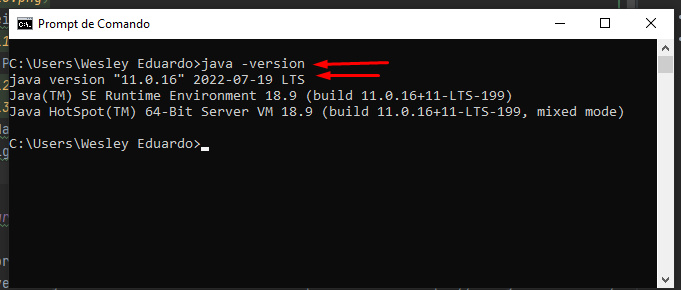 Prompt de Comando
C:\Users\Wesley Eduardo>java -version
java version "11.0.16" 2022-07-19 LTS
Java(TM) SE Runtime Environment 18.9 (build 11.0.16+11-LTS-199)
Java HotSpot(TM) 64-Bit Server VM 18.9 (build 11.0.16+11-LTS-199, mixed mode)
C:\Users\Wesley Eduardo>